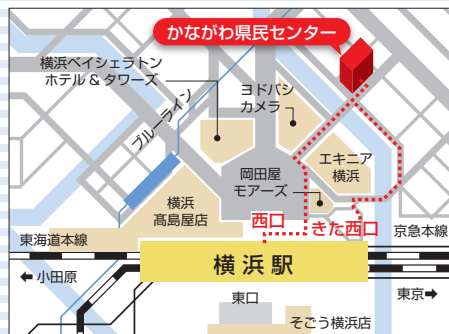 かながわ県民センター
横浜ベイシェラトン
ホテル & タワーズ
ヨドバシ
カメラ
ブルーライン
岡田屋
モアーズ
エキニア
横浜
横浜
髙島屋店
西口
きた西口
東海道本線
京急本線
←小田原
横浜駅
東京→
東口
そごう横浜店